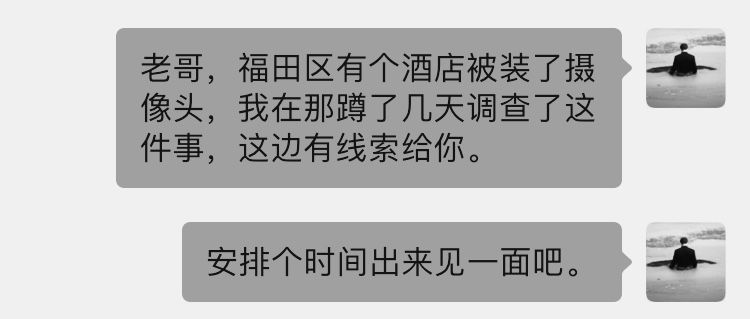 老哥，福田区有个酒店被装了摄
像头，我在那蹲了几天调查了这
件事，这边有线索给你。
安排个时间出来见一面吧。